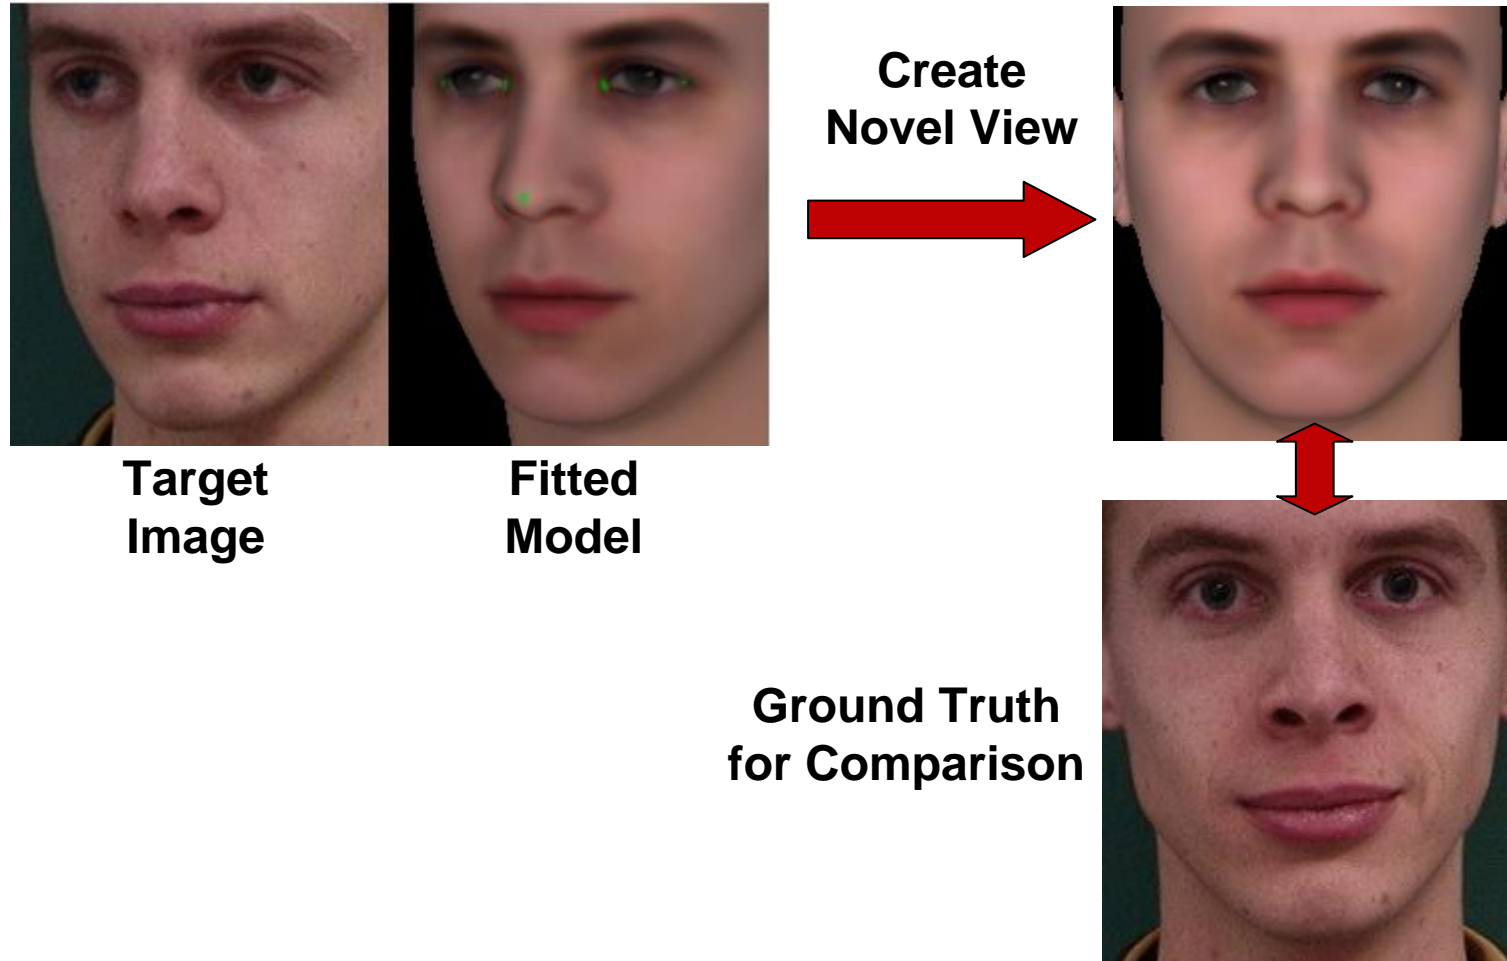 Create
Novel View
Target
Image
Fitted
Model
Ground Truth
for Comparison